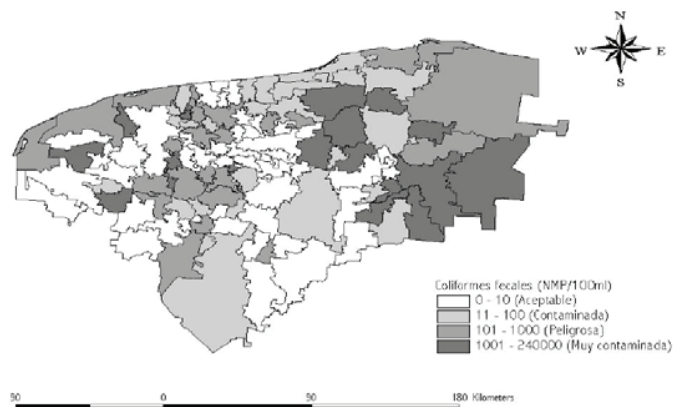 N
W E
S
Coliformes fecales (NMP/100ml)
0 - 10 (Aceptable)
11 - 100 (Contaminada)
101 - 1000 (Peligrosa)
1001 - 240000 (Muy contaminada)
90 0 90 180 Kilometers